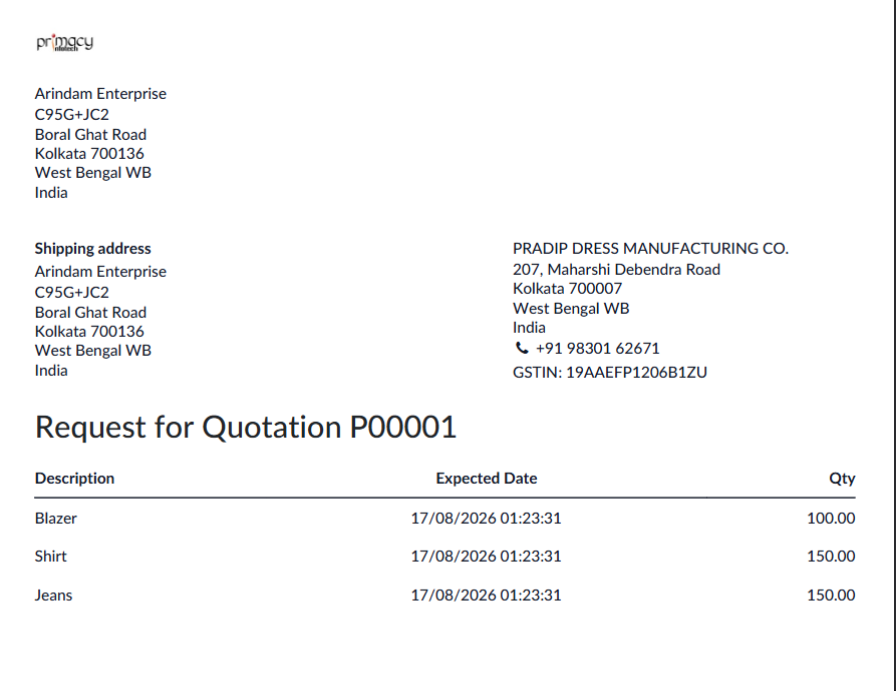 primacy
infotech
Arindam Enterprise
C95G+JC2
Boral Ghat Road
Kolkata 700136
West Bengal WB
India
Shipping address
Arindam Enterprise
C95G+JC2
Boral Ghat Road
Kolkata 700136
West Bengal WB
India
PRADIP DRESS MANUFACTURING CO.
207, Maharshi Debendra Road
Kolkata 700007
West Bengal WB
India
+91 98301 62671
GSTIN: 19AAEFP1206B1ZU
Request for Quotation P00001
Description Expected Date Qty
Blazer 17/08/2026 01:23:31 100.00
Shirt 17/08/2026 01:23:31 150.00
Jeans 17/08/2026 01:23:31 150.00